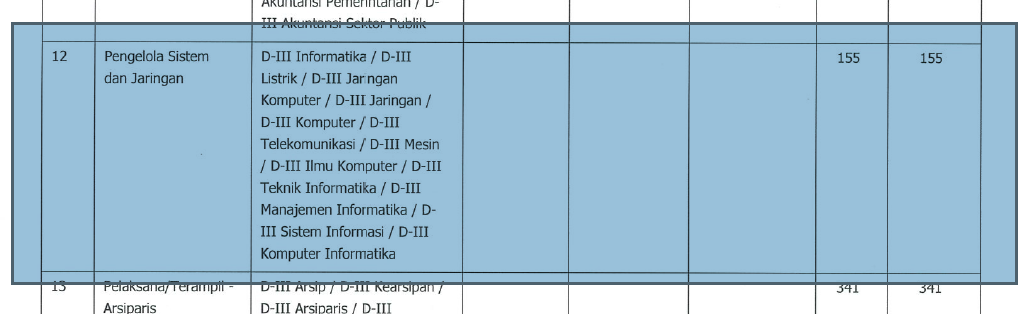 Akuntansi Pemerintahan / D-
III Akuntansi Sektor Publik
12 Pengelola Sistem D-III Informatika / D-III 155 155
dan Jaringan Listrik / D-III Jaringan
Komputer / D-III Jaringan /
D-III Komputer / D-III
Telekomunikasi / D-III Mesin
/ D-III Ilmu Komputer / D-III
Teknik Informatika / D-III
Manajemen Informatika / D-
III Sistem Informasi / D-III
Komputer Informatika
13 Pelaksana/Terampil - D-III Arsip / D-III Kearsipan / 341 341
Arsiparis D-III Arsiparis / D-III